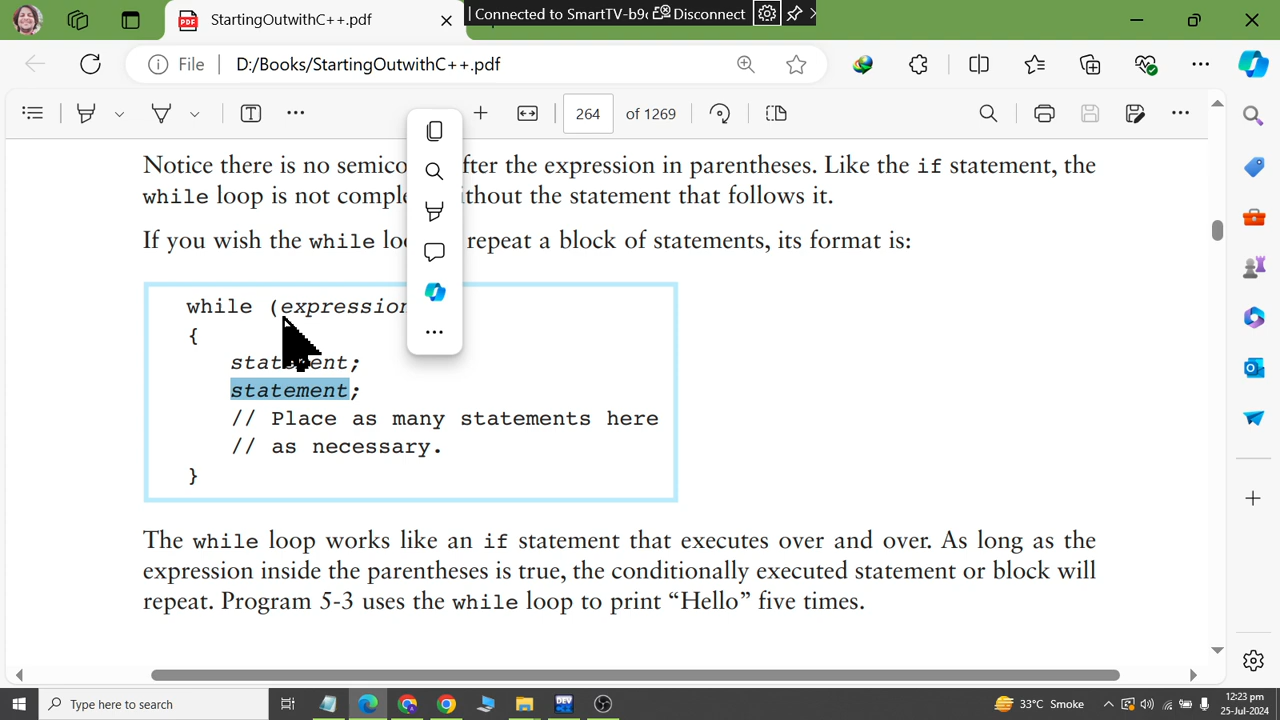 StartingOutwithC++.pdf
Connected to SmartTV-b9
Disconnect
File
D:/Books/StartingOutwithC++.pdf
264 of 1269
Notice there is no semico fter the expression in parentheses. Like the if statement, the
while loop is not comple ithout the statement that follows it.
If you wish the while lo repeat a block of statements, its format is:
while (expression
{
statement;
statement;
// Place as many statements here
// as necessary.
}
The while loop works like an if statement that executes over and over. As long as the
expression inside the parentheses is true, the conditionally executed statement or block will
repeat. Program 5-3 uses the while loop to print “Hello” five times.
Type here to search
DEV
33°C Smoke
12:23 pm
25-Jul-2024